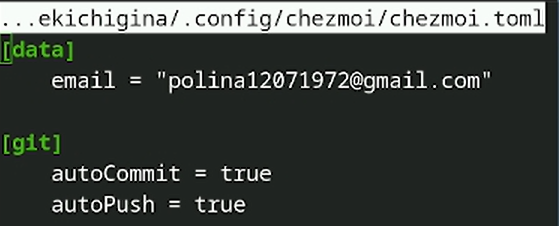 ...ekichigina/.config/chezmoi/chezmoi.toml
[data]
email = "polina12071972@gmail.com"
[git]
autoCommit = true
autoPush = true